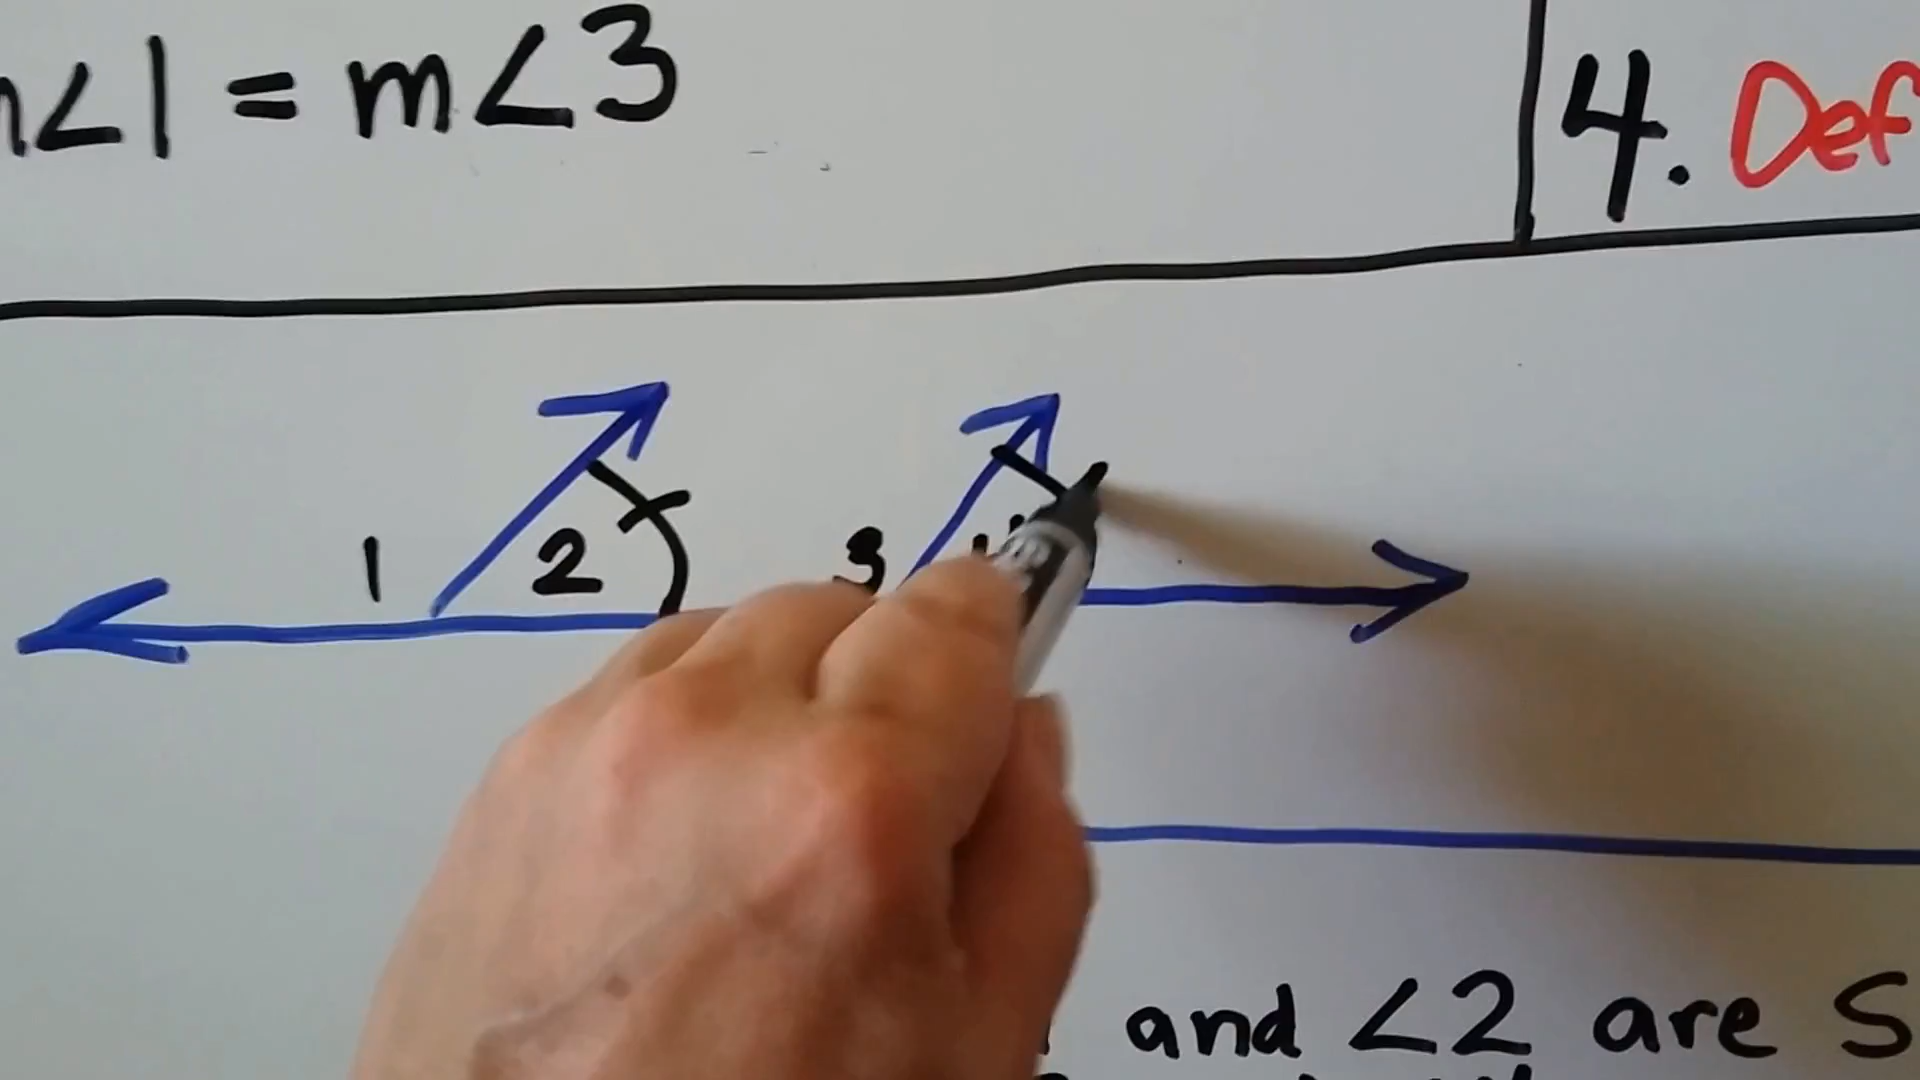 m∠1 = m∠3
4. Def
1 2 3
and ∠2 are S